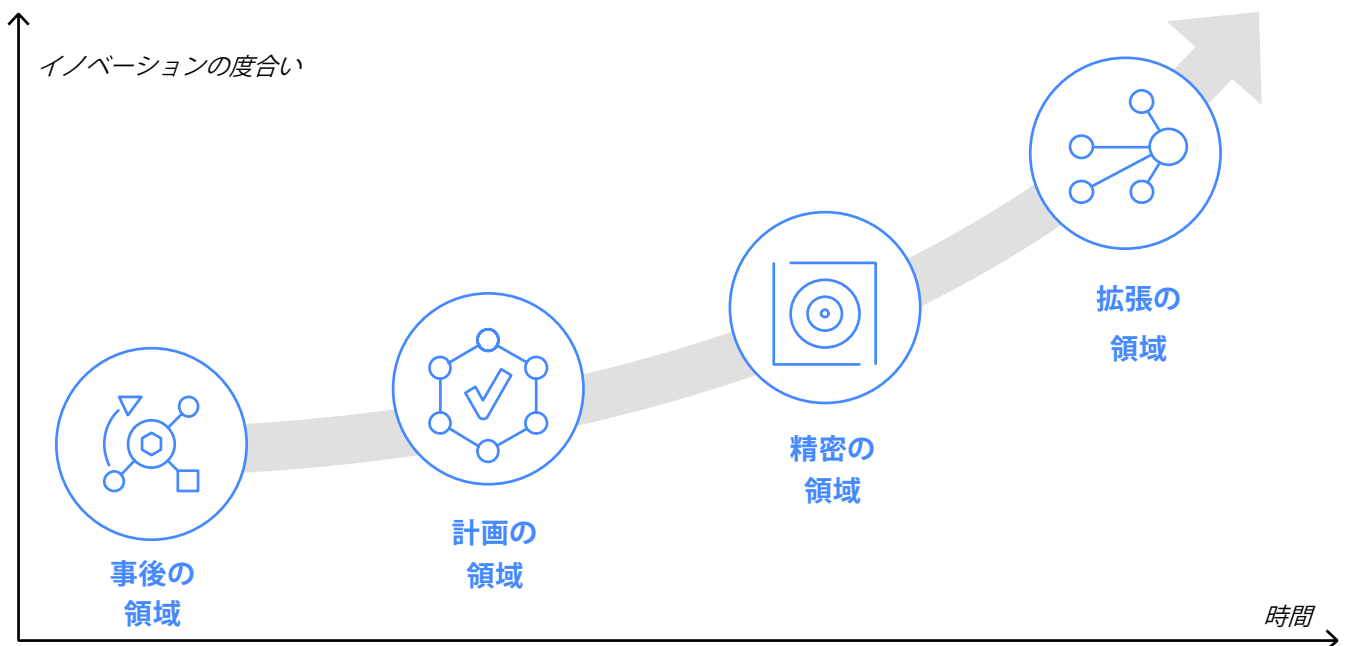 イノベーションの度合い
拡張の
領域
精密の
領域
計画の
領域
事後の
領域
時間